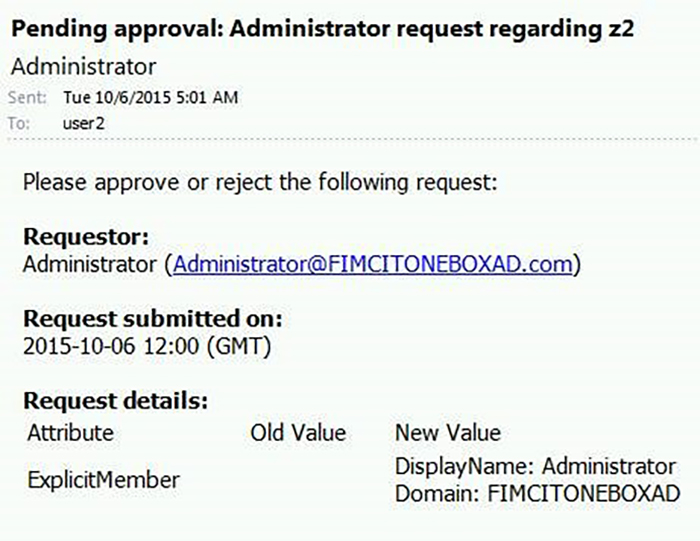 Pending approval: Administrator request regarding z2
Administrator
Sent: Tue 10/6/2015 5:01 AM
To: user2
Please approve or reject the following request:
Requestor:
Administrator (Administrator@FIMCITONEBOXAD.com)
Request submitted on:
2015-10-06 12:00 (GMT)
Request details:
Attribute Old Value New Value
ExplicitMember DisplayName: Administrator
Domain: FIMCITONEBOXAD